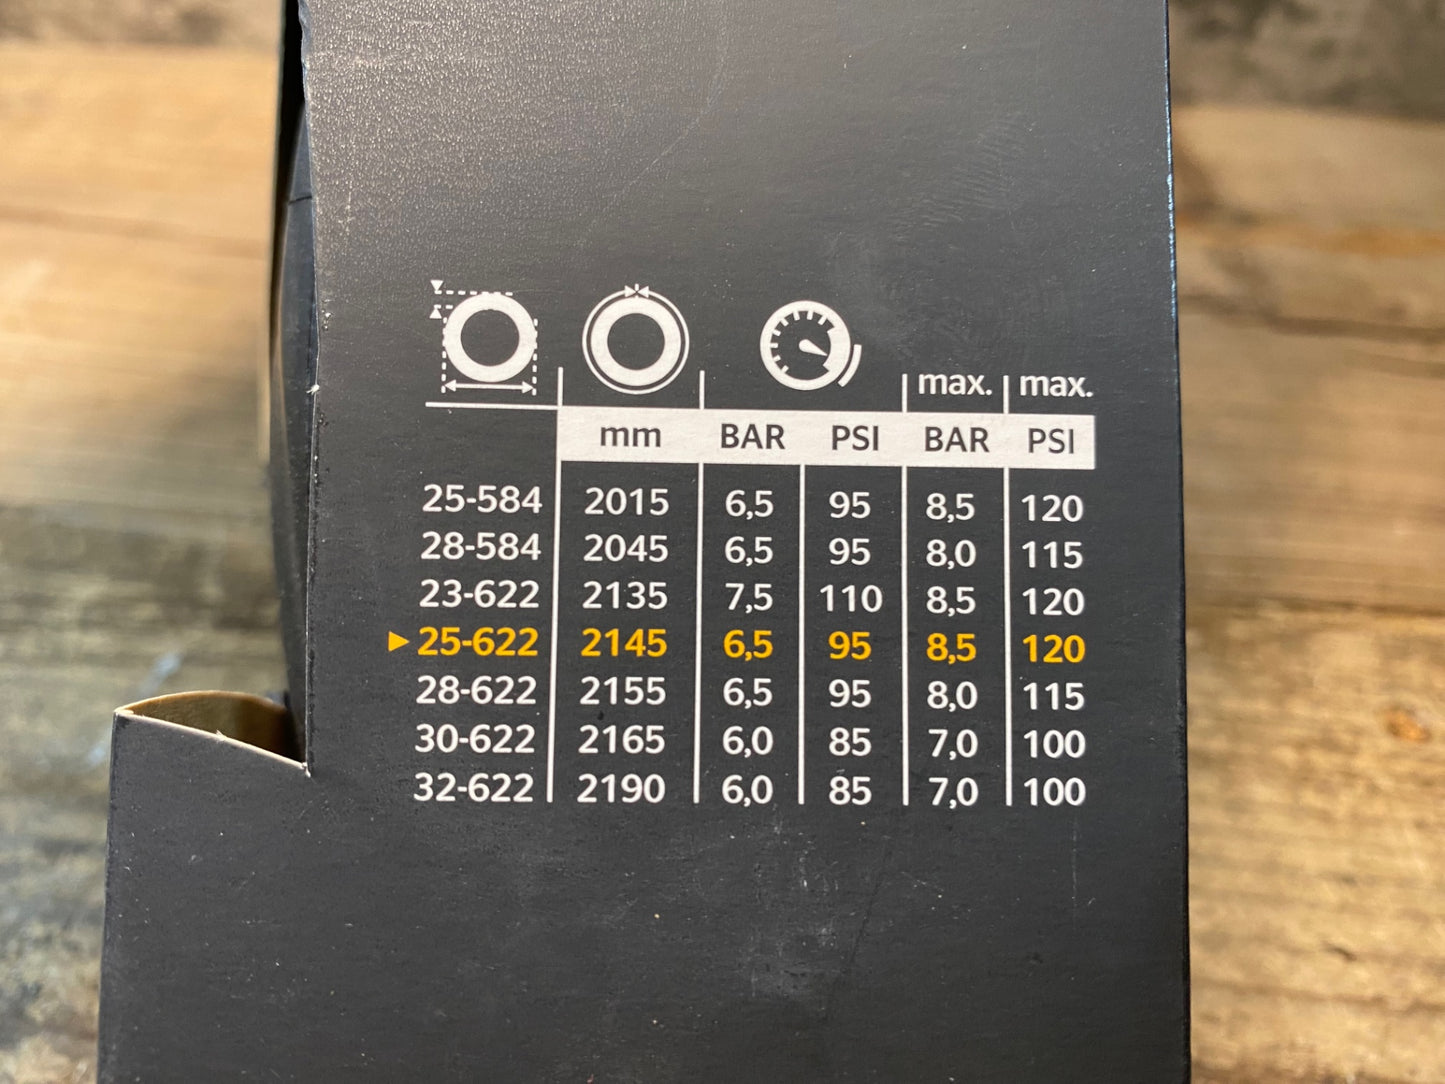 max. max.
mm BAR PSI BAR PSI
25-584 2015 6,5 95 8,5 120
28-584 2045 6,5 95 8,0 115
23-622 2135 7,5 110 8,5 120
25-622 2145 6,5 95 8,5 120
28-622 2155 6,5 95 8,0 115
30-622 2165 6,0 85 7,0 100
32-622 2190 6,0 85 7,0 100